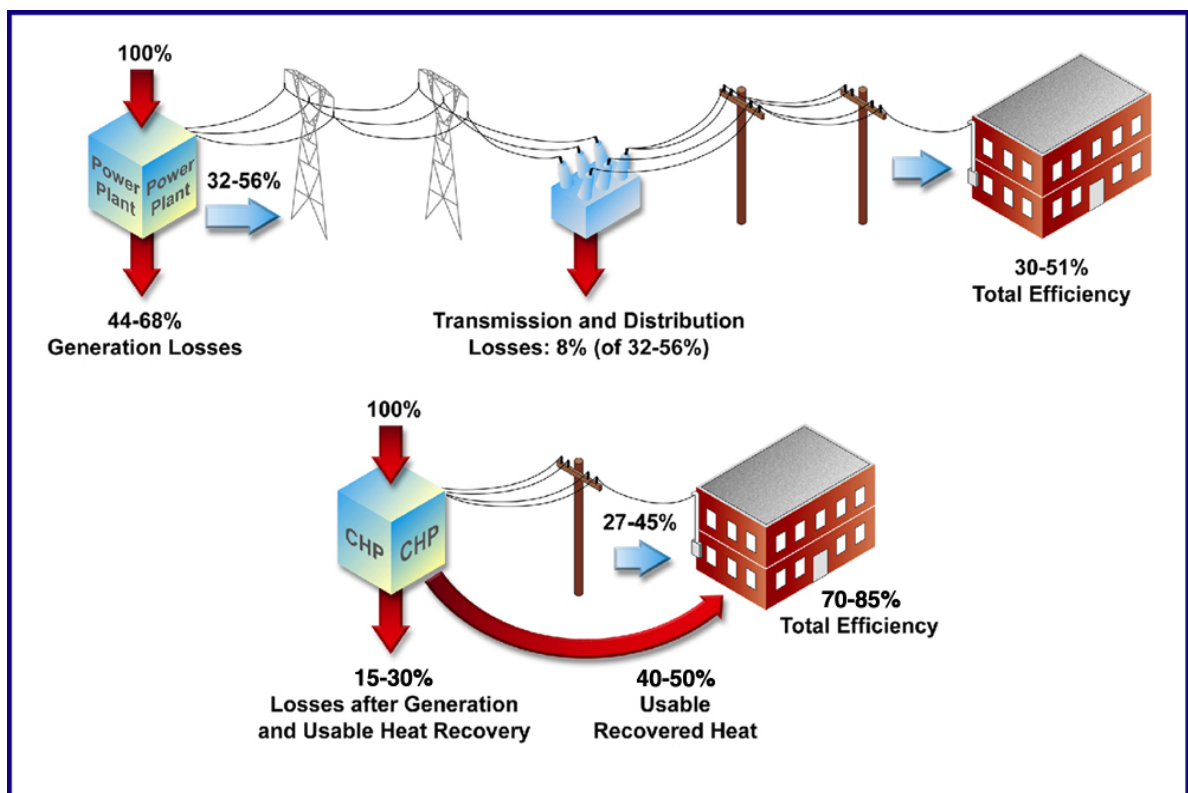 100%
Power
Plant
Power
Plant
32-56%
44-68%
Generation Losses
Transmission and Distribution
Losses: 8% (of 32-56%)
30-51%
Total Efficiency
100%
CHP
CHP
27-45%
70-85%
Total Efficiency
15-30%
Losses after Generation
and Usable Heat Recovery
40-50%
Usable
Recovered Heat